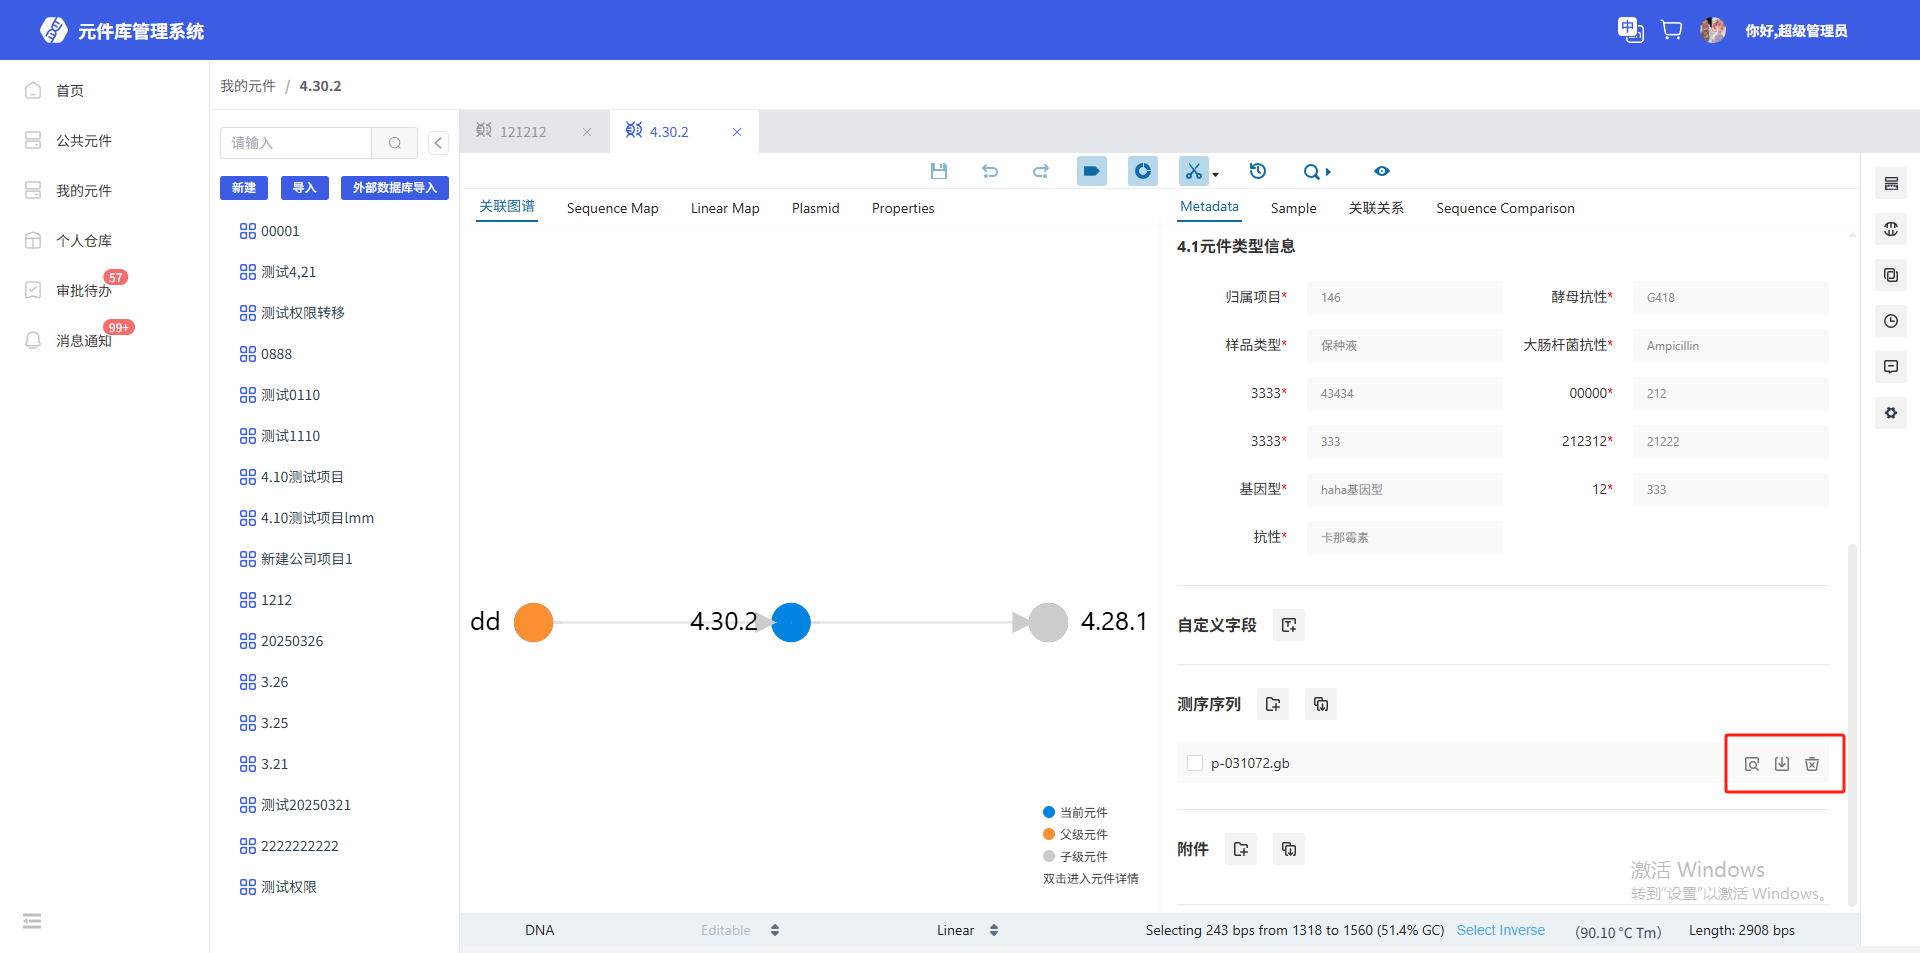 元件库管理系统
中
你好,超级管理员
首页
公共元件
我的元件
个人仓库
审批待办
57
消息通知
99+
我的元件 / 4.30.2
请输入
新建
导入
外部数据库导入
00001
测试4,21
测试权限转移
0888
测试0110
测试1110
4.10测试项目
4.10测试项目lmm
新建公司项目1
1212
20250326
3.26
3.25
3.21
测试20250321
2222222222
测试权限
121212
4.30.2
关联图谱
Sequence Map
Linear Map
Plasmid
Properties
dd
4.30.2
4.28.1
当前元件
父级元件
子级元件
双击进入元件详情
Metadata
Sample
关联关系
Sequence Comparison
4.1元件类型信息
归属项目* 146
酵母抗性* G418
样品类型* 保种液
大肠杆菌抗性* Ampicillin
3333* 43434
00000* 212
3333* 333
212312* 21222
基因型* haha基因型
12* 333
抗性* 卡那霉素
自定义字段
测序序列
p-031072.gb
附件
激活 Windows
转到"设置"以激活 Windows。
DNA
Editable
Linear
Selecting 243 bps from 1318 to 1560 (51.4% GC)
Select Inverse
(90.10 °C Tm)
Length: 2908 bps